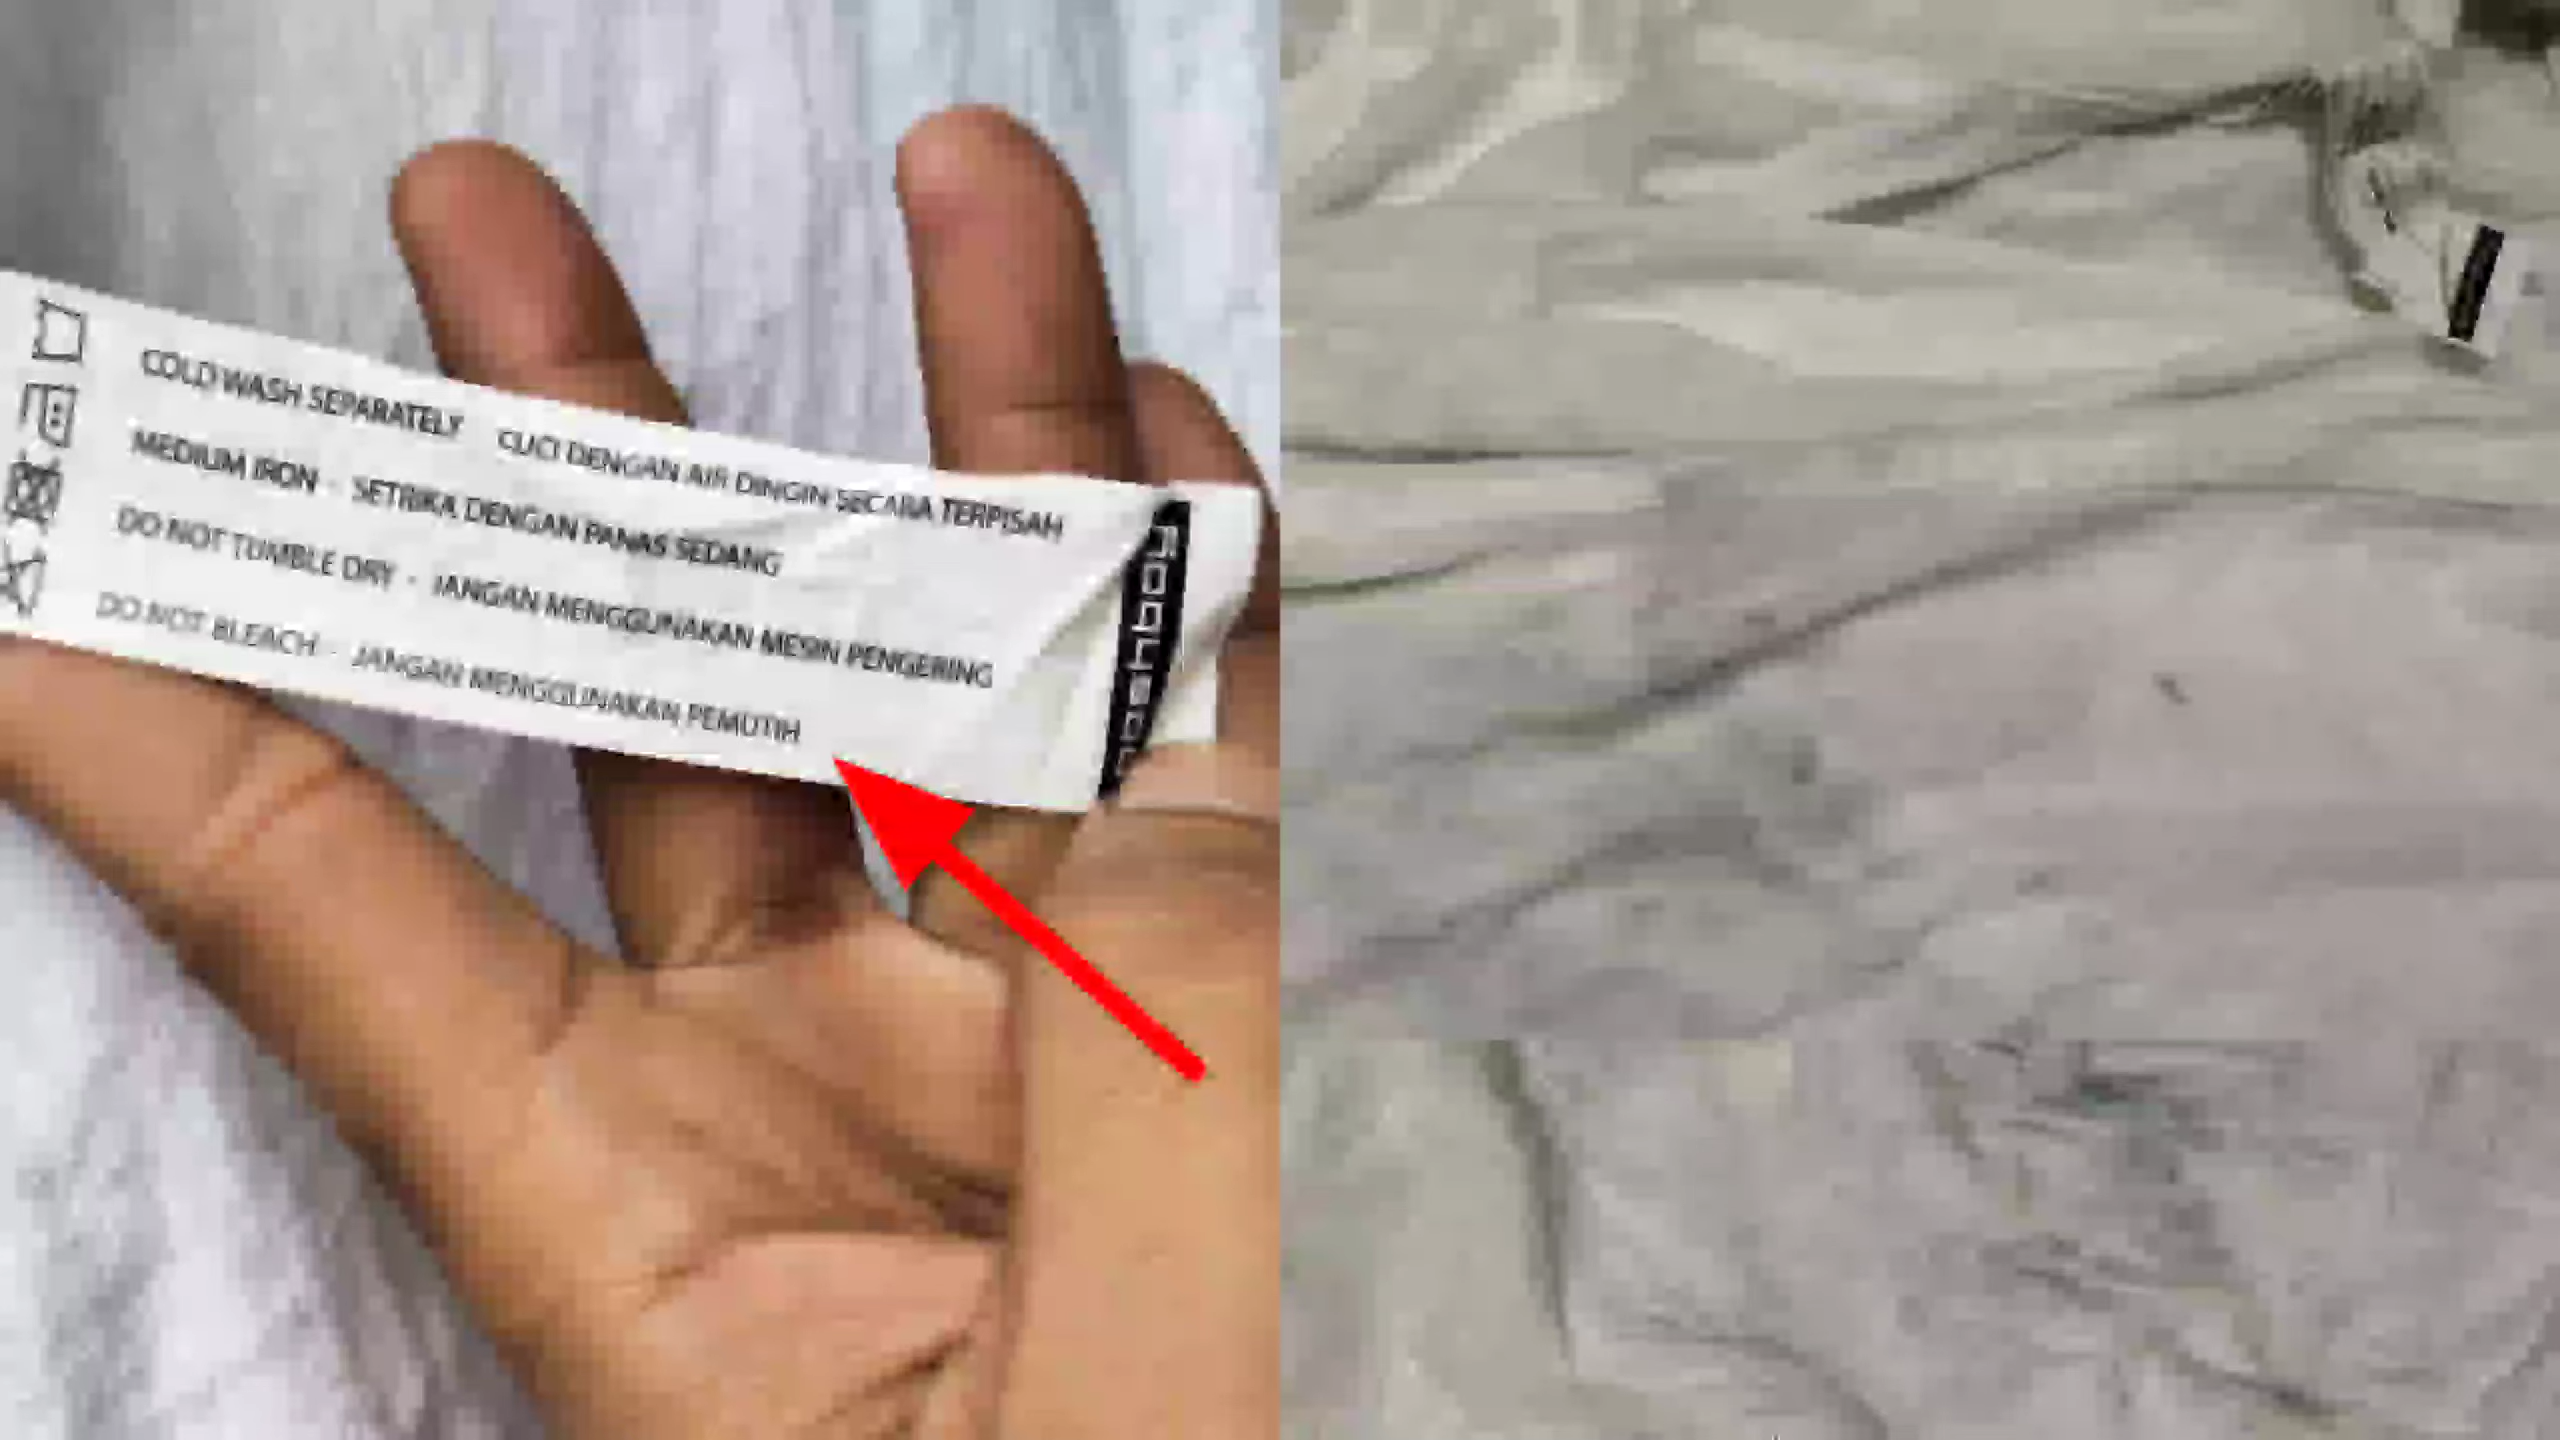 COLD WASH SEPARATELY CUCI DENGAN AIR DINGIN SECARA TERPISAH
MEDIUM IRON - SETRIKA DENGAN PANAS SEDANG
DO NOT TUMBLE DRY - JANGAN MENGGUNAKAN MESIN PENGERING
DO NOT BLEACH - JANGAN MENGGUNAKAN PEMUTIH